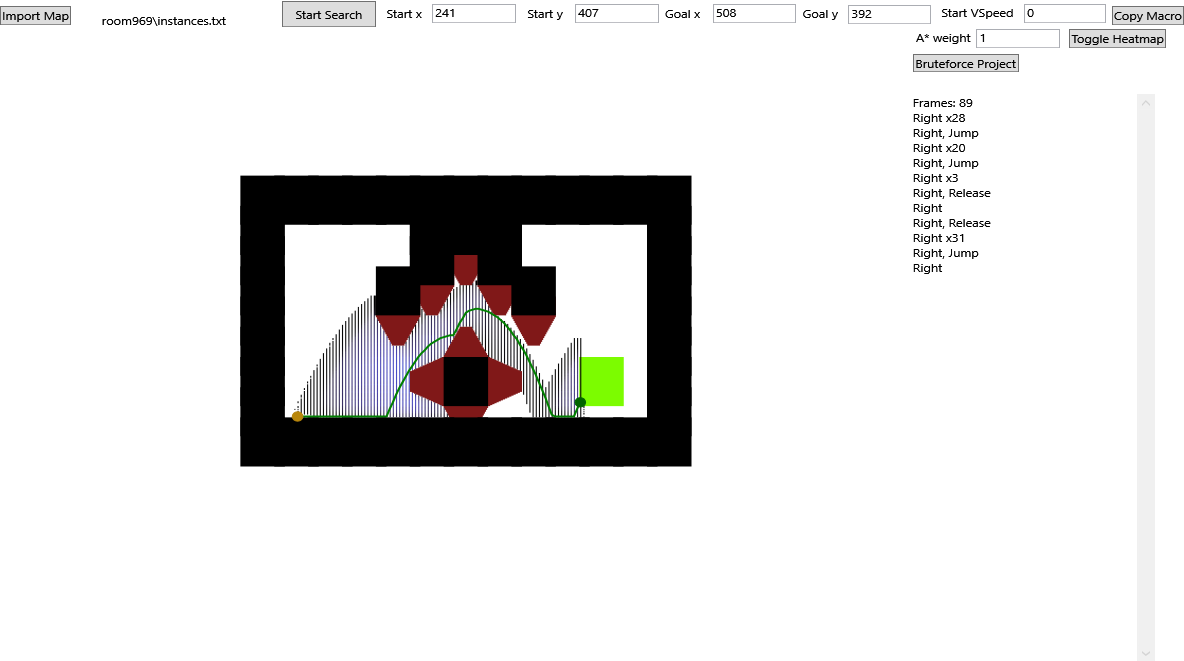 Import Map
room969\instances.txt
Start Search
Start x 241
Start y 407
Goal x 508
Goal y 392
Start VSpeed 0
Copy Macro
A* weight 1
Toggle Heatmap
Bruteforce Project
Frames: 89
Right x28
Right, Jump
Right x20
Right, Jump
Right x3
Right, Release
Right
Right, Release
Right x31
Right, Jump
Right